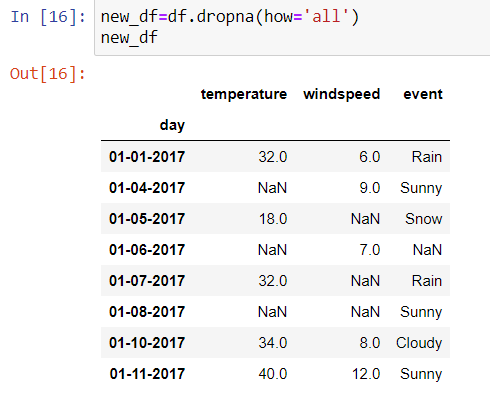 In [16]: new_df=df.dropna(how='all')
new_df
Out[16]:
temperature windspeed event
day
01-01-2017 32.0 6.0 Rain
01-04-2017 NaN 9.0 Sunny
01-05-2017 18.0 NaN Snow
01-06-2017 NaN 7.0 NaN
01-07-2017 32.0 NaN Rain
01-08-2017 NaN NaN Sunny
01-10-2017 34.0 8.0 Cloudy
01-11-2017 40.0 12.0 Sunny